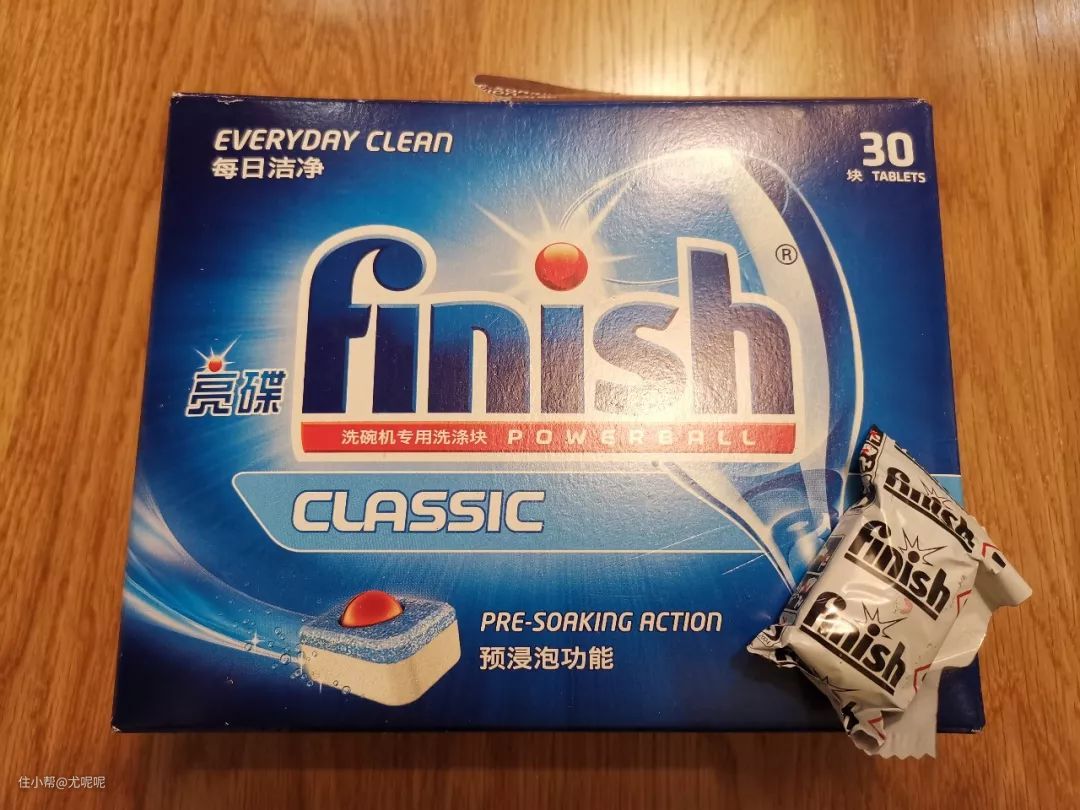 EVERYDAY CLEAN
每日洁净
30
块 TABLETS
finish
®
亮碟
洗碗机专用洗涤块 POWERBALL
CLASSIC
PRE-SOAKING ACTION
预浸泡功能
finish
finish
finish
住小帮@尤呢呢